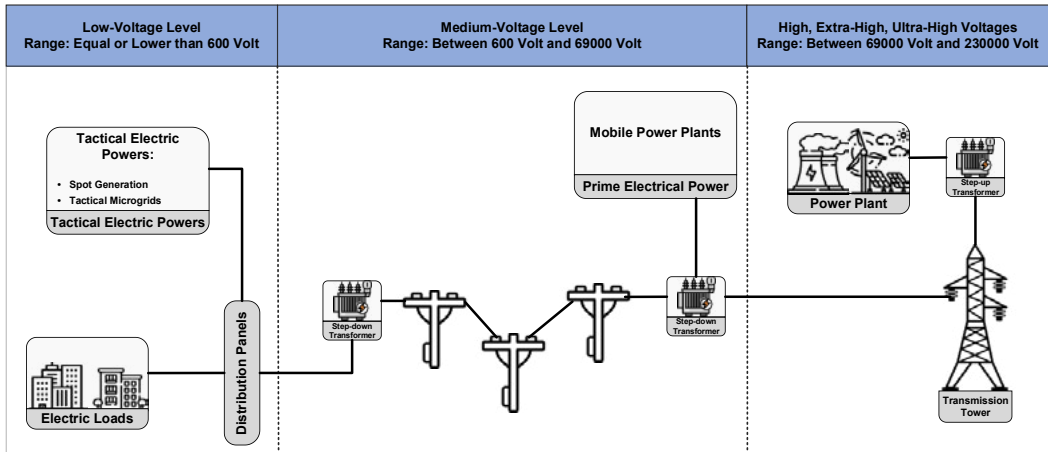 Low-Voltage Level
Range: Equal or Lower than 600 Volt
Medium-Voltage Level
Range: Between 600 Volt and 69000 Volt
High, Extra-High, Ultra-High Voltages
Range: Between 69000 Volt and 230000 Volt
Tactical Electric
Powers:
• Spot Generation
• Tactical Microgrids
Tactical Electric Powers
Mobile Power Plants
Prime Electrical Power
Power Plant
Step-up
Transformer
Step-down
Transformer
Step-down
Transformer
Distribution Panels
Electric Loads
Transmission
Tower